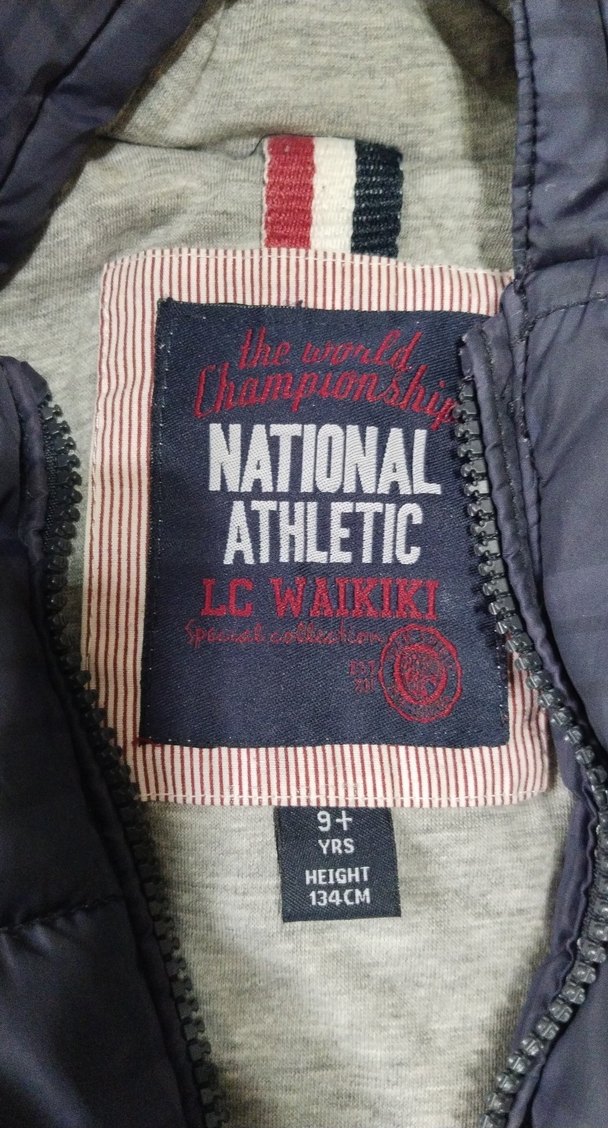 the world
Championship
NATIONAL
ATHLETIC
LC WAIKIKI
Special collection
9+
YRS
HEIGHT
134CM